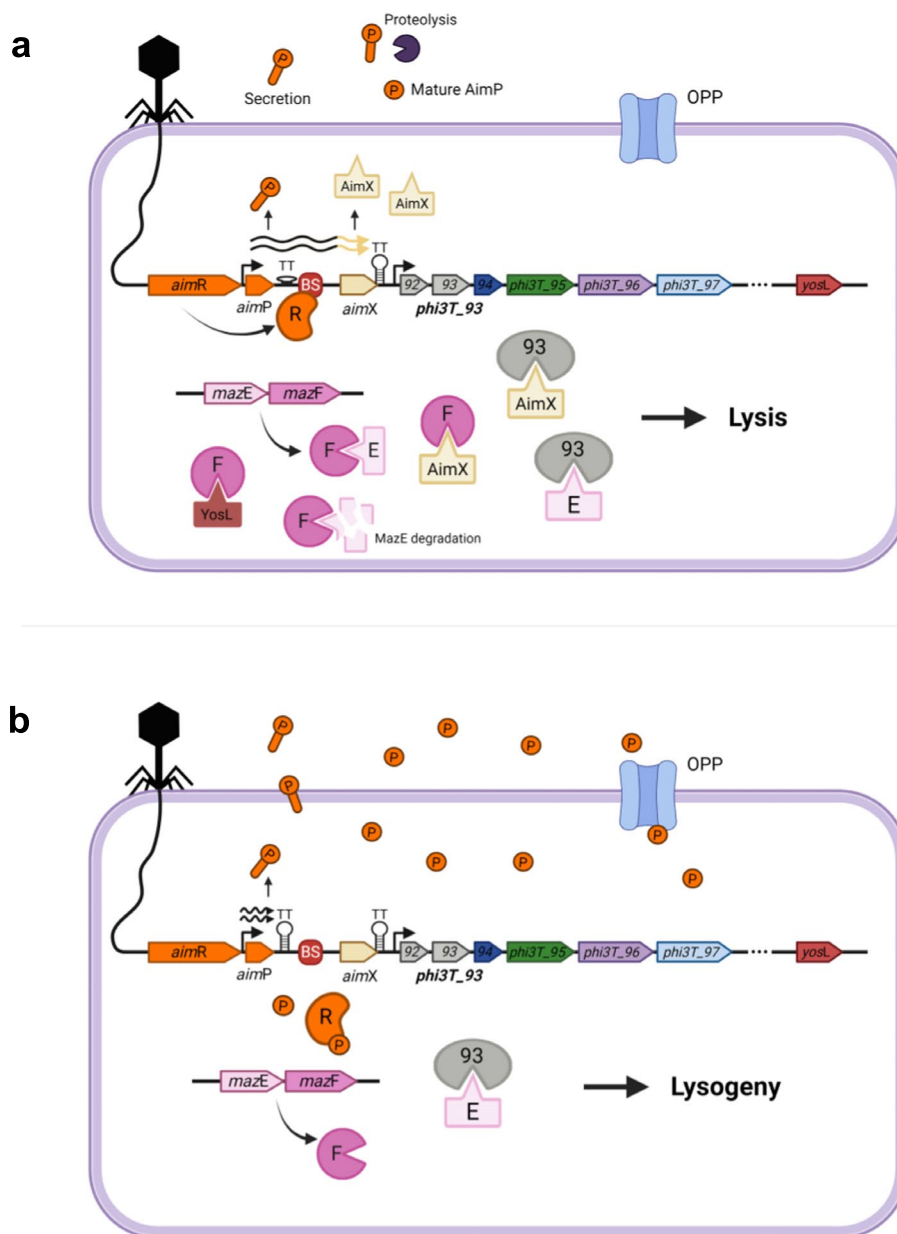 a
Proteolysis
P
P
Secretion
P
Mature AimP
OPP
P
AimX
AimX
TT
TT
aimR
BS
92
93
94
phi3T_95
phi3T_96
phi3T_97
yosL
aimP
R
aimX
phi3T_93
93
AimX
Lysis
mazE
mazF
F
E
F
AimX
93
E
F
YosL
F
MazE degradation
b
P
P
P
P
P
OPP
P
P
P
P
P
P
P
TT
TT
aimR
BS
92
93
94
phi3T_95
phi3T_96
phi3T_97
yosL
aimP
aimX
phi3T_93
P
R
P
93
E
Lysogeny
mazE
mazF
F